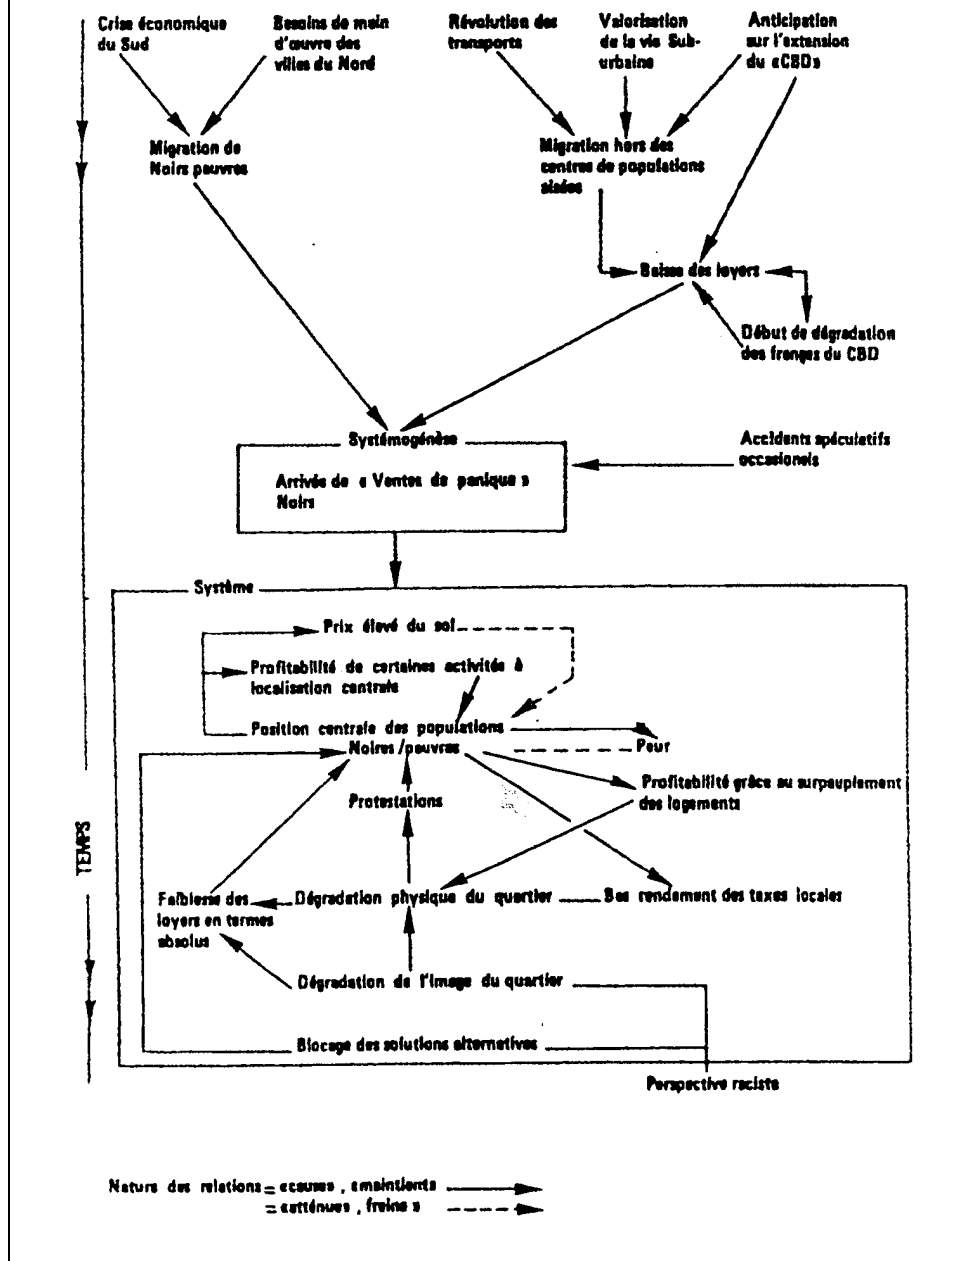 Crise économique
du Sud
Besoins de main
d'œuvre des
villes du Nord
Révolution des
transports
Valorisation
de la vie Sub-
urbaine
Anticipation
sur l'extension
du «CBD»
Migration de
Noirs pauvres
Migration hors des
centres de populations
aisées
Baisse des loyers
Début de dégradation
des franges du CBD
Systémogénèse
Accidents spéculatifs
occasionels
Arrivée de « Ventes de panique »
Noirs
Système
Prix élevé du sol
Profitabilité de certaines activités à
localisation centrale
Position centrale des populations
Noires/pauvres
Peur
Profitabilité grâce au surpeuplement
des logements
Protestations
TEMPS
Faiblesse des
loyers en termes
absolus
Dégradation physique du quartier
Bas rendement des taxes locales
Dégradation de l'image du quartier
Blocage des solutions alternatives
Perspective raciste
Nature des relations = «causes, «maintients
= «atténues, freine »